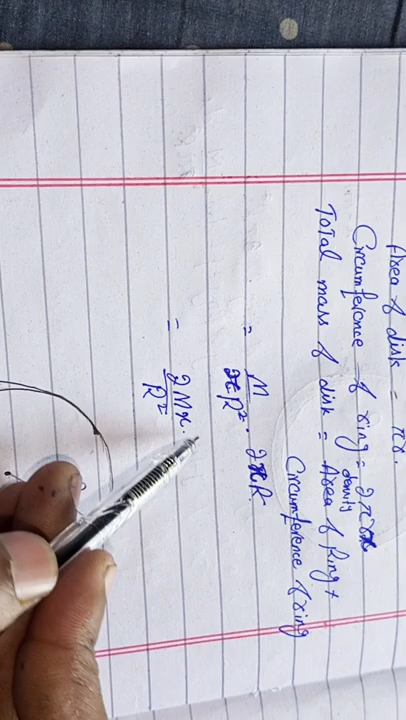 Area of disk = πr.
Circumference of ring = 2πr
Total mass of disk = density Area of Ring +
Circumference of ring
= M / πR² · 2πR
= 2Mr. / R²